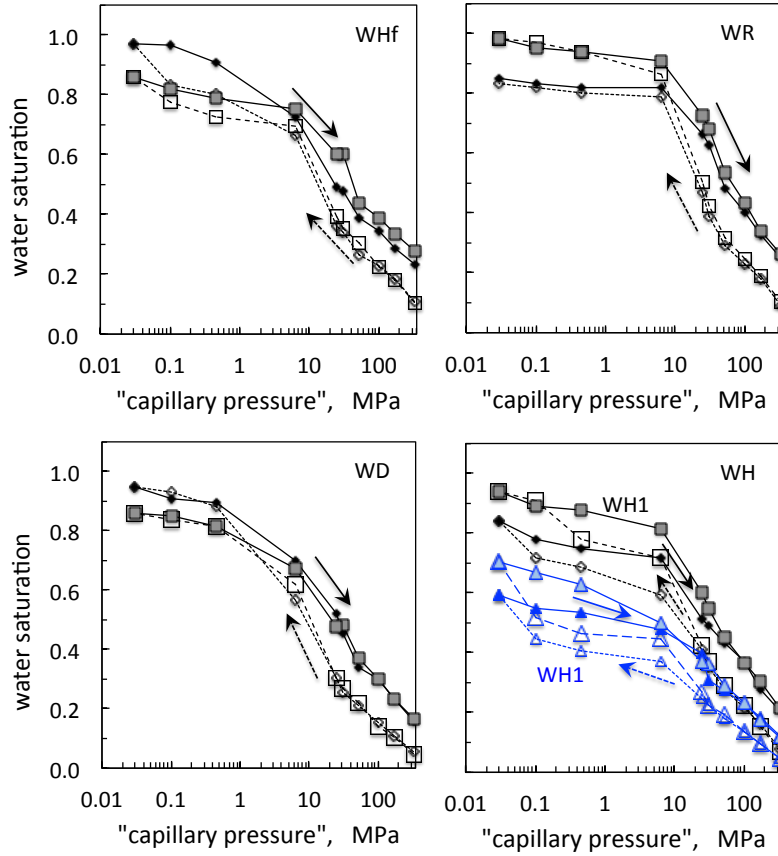 WHf
1.0
0.8
0.6
0.4
0.2
0.0
water saturation
0.01 0.1 1 10 100
"capillary pressure", MPa
WR
0.01 0.1 1 10 100
"capillary pressure", MPa
WD
1.0
0.8
0.6
0.4
0.2
0.0
water saturation
0.01 0.1 1 10 100
"capillary pressure", MPa
WH
WH1
WH1
0.01 0.1 1 10 100
"capillary pressure", MPa